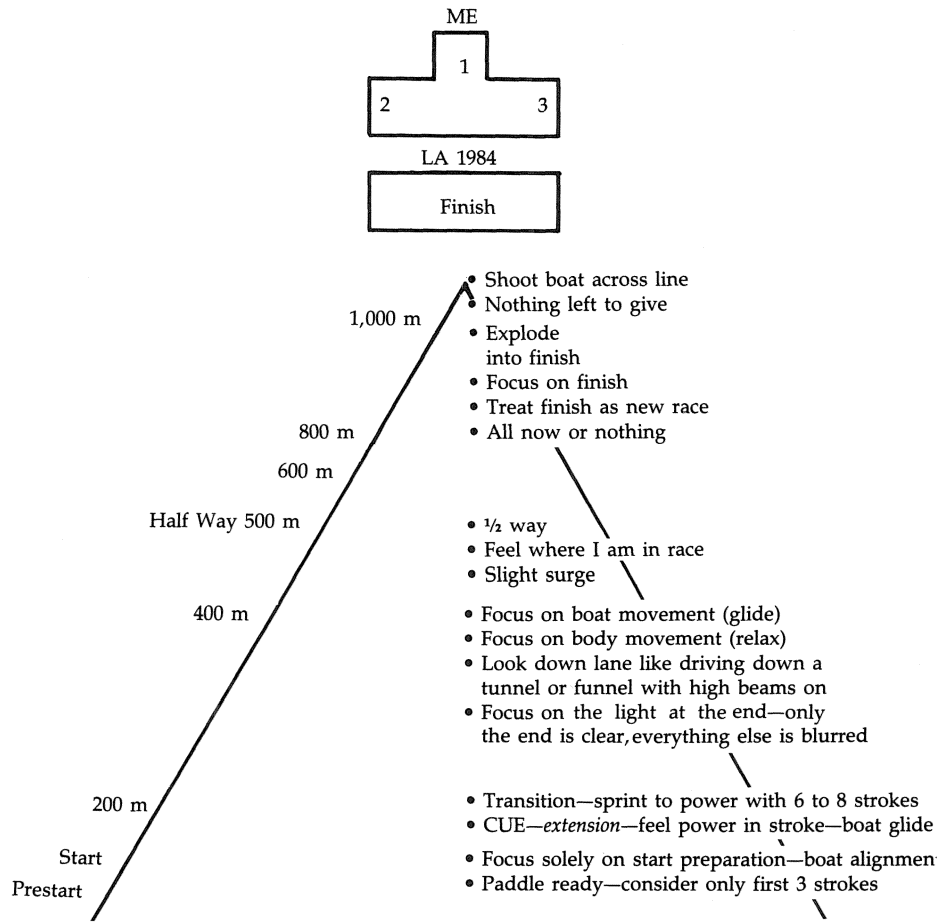 ME
1
2 3
LA 1984
Finish
• Shoot boat across line
• Nothing left to give
1,000 m
• Explode
into finish
• Focus on finish
• Treat finish as new race
800 m
• All now or nothing
600 m
Half Way 500 m
• ½ way
• Feel where I am in race
• Slight surge
400 m
• Focus on boat movement (glide)
• Focus on body movement (relax)
• Look down lane like driving down a
tunnel or funnel with high beams on
• Focus on the light at the end—only
the end is clear, everything else is blurred
200 m
• Transition—sprint to power with 6 to 8 strokes
• CUE—extension—feel power in stroke—boat glide
Start
• Focus solely on start preparation—boat alignmen
Prestart
• Paddle ready—consider only first 3 strokes